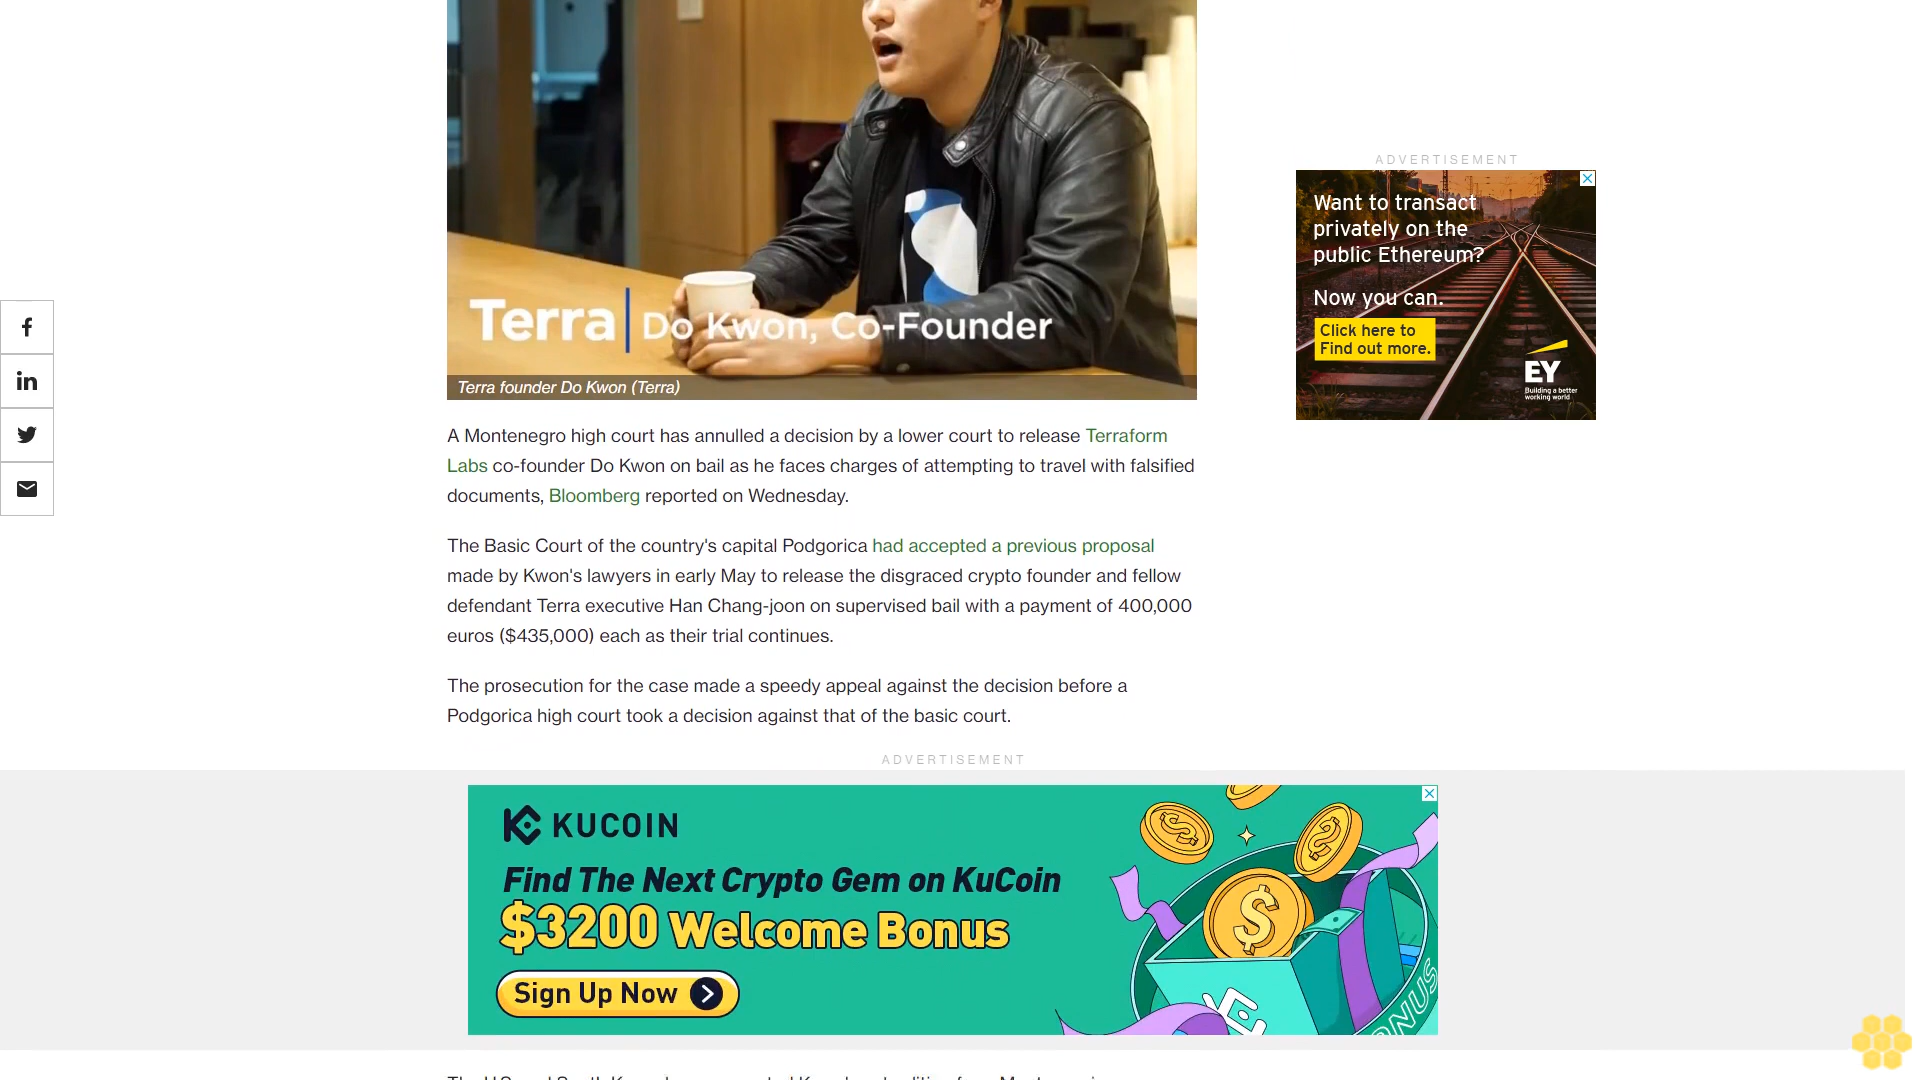 Terra | Do Kwon, Co-Founder
Terra founder Do Kwon (Terra)
A Montenegro high court has annulled a decision by a lower court to release Terraform
Labs co-founder Do Kwon on bail as he faces charges of attempting to travel with falsified
documents, Bloomberg reported on Wednesday.
The Basic Court of the country's capital Podgorica had accepted a previous proposal
made by Kwon's lawyers in early May to release the disgraced crypto founder and fellow
defendant Terra executive Han Chang-joon on supervised bail with a payment of 400,000
euros ($435,000) each as their trial continues.
The prosecution for the case made a speedy appeal against the decision before a
Podgorica high court took a decision against that of the basic court.
ADVERTISEMENT
Want to transact
privately on the
public Ethereum?
Now you can.
Click here to
Find out more.
EY
Building a better
working world
ADVERTISEMENT
KUCOIN
Find The Next Crypto Gem on KuCoin
$3200 Welcome Bonus
Sign Up Now